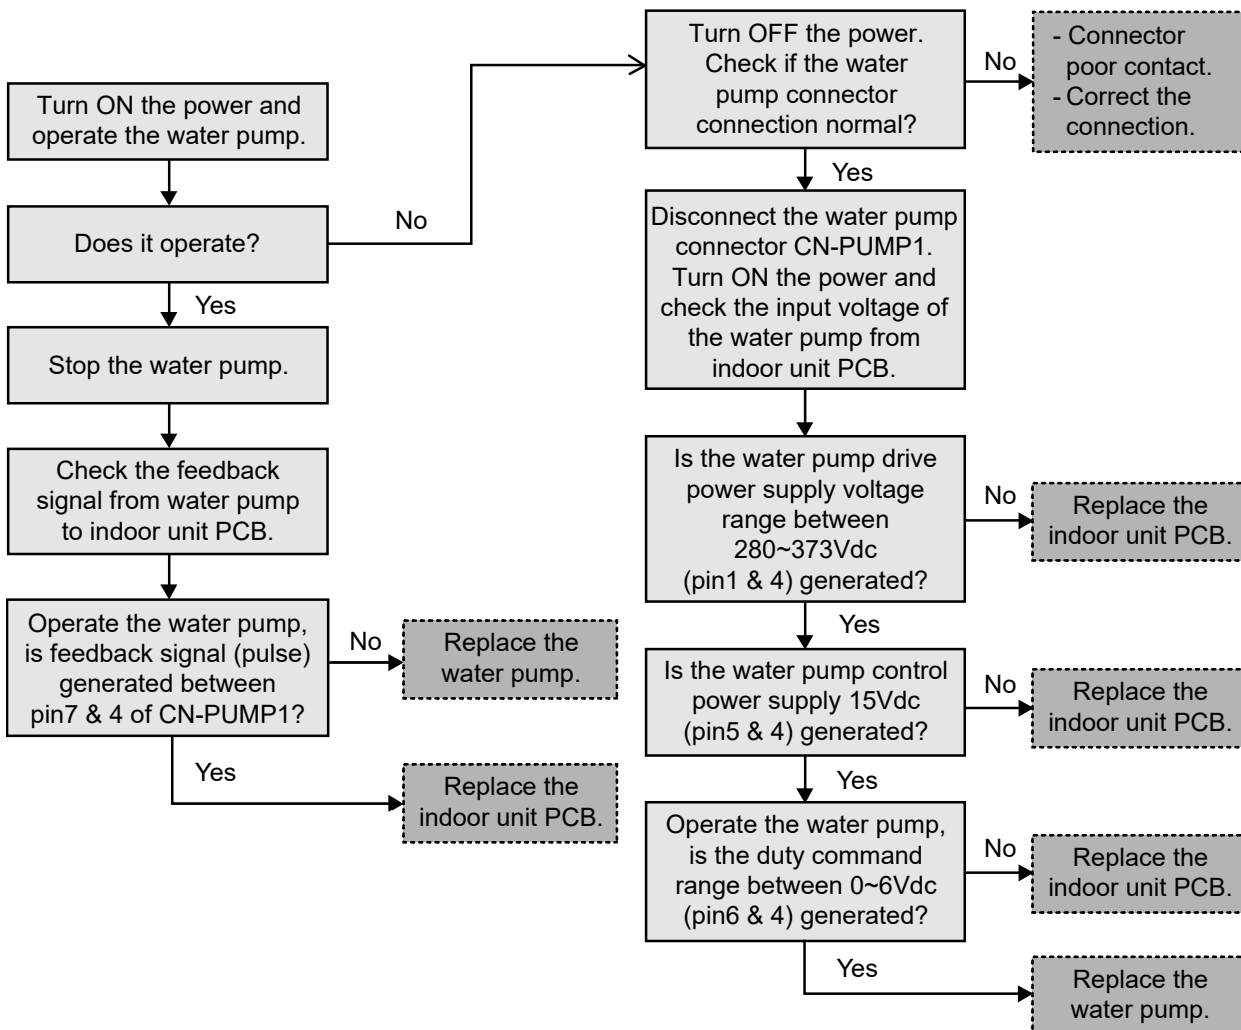 Turn ON the power and
operate the water pump.
Does it operate?
No
Yes
Stop the water pump.
Check the feedback
signal from water pump
to indoor unit PCB.
Operate the water pump,
is feedback signal (pulse)
generated between
pin7 & 4 of CN-PUMP1?
No
Replace the
water pump.
Yes
Replace the
indoor unit PCB.
Turn OFF the power.
Check if the water
pump connector
connection normal?
No
- Connector
poor contact.
- Correct the
connection.
Yes
Disconnect the water pump
connector CN-PUMP1.
Turn ON the power and
check the input voltage of
the water pump from
indoor unit PCB.
Is the water pump drive
power supply voltage
range between
280~373Vdc
(pin1 & 4) generated?
No
Replace the
indoor unit PCB.
Yes
Is the water pump control
power supply 15Vdc
(pin5 & 4) generated?
No
Replace the
indoor unit PCB.
Yes
Operate the water pump,
is the duty command
range between 0~6Vdc
(pin6 & 4) generated?
No
Replace the
indoor unit PCB.
Yes
Replace the
water pump.